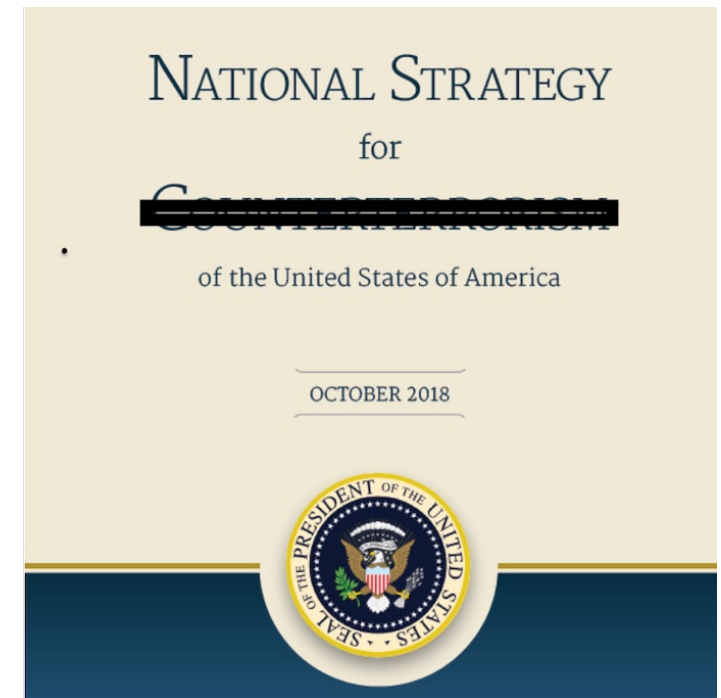 NATIONAL STRATEGY
for
COUNTERTERRORISM
of the United States of America
OCTOBER 2018
SEAL OF THE PRESIDENT OF THE UNITED STATES